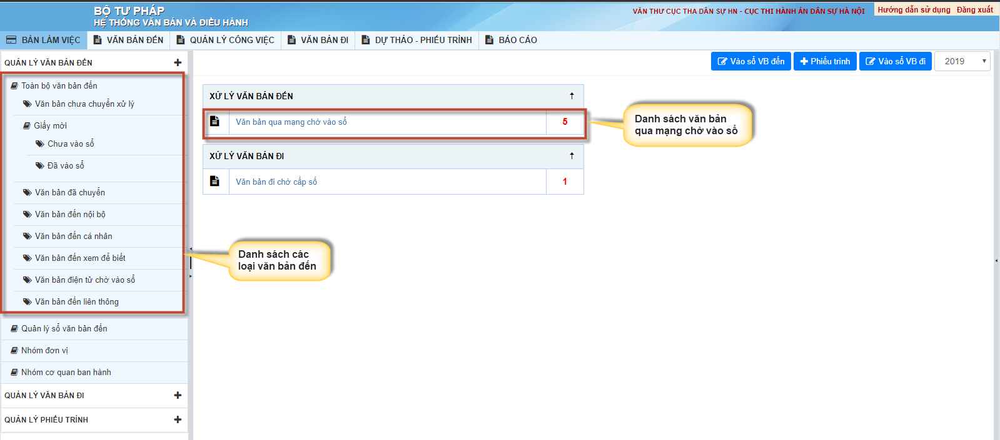 BỘ TƯ PHÁP
HỆ THỐNG VĂN BẢN VÀ ĐIỀU HÀNH
VĂN THƯ CỤC THA DÂN SỰ HN - CỤC THI HÀNH ÁN DÂN SỰ HÀ NỘI
Hướng dẫn sử dụng Đăng xuất
BÀN LÀM VIỆC VĂN BẢN ĐẾN QUẢN LÝ CÔNG VIỆC VĂN BẢN ĐI DỰ THẢO - PHIẾU TRÌNH BÁO CÁO
QUẢN LÝ VĂN BẢN ĐẾN
Toàn bộ văn bản đến
Văn bản chưa chuyển xử lý
Giấy mời
Chưa vào sổ
Đã vào sổ
Văn bản đã chuyển
Văn bản đến nội bộ
Văn bản đến cá nhân
Văn bản đến xem để biết
Văn bản điện tử chờ vào sổ
Văn bản đến liên thông
Quản lý sổ văn bản đến
Nhóm đơn vị
Nhóm cơ quan ban hành
QUẢN LÝ VĂN BẢN ĐI
QUẢN LÝ PHIẾU TRÌNH
Vào sổ VB đến Phiếu trình Vào sổ VB đi 2019
XỬ LÝ VĂN BẢN ĐẾN
Văn bản qua mạng chờ vào sổ 5
XỬ LÝ VĂN BẢN ĐI
Văn bản đi chờ cấp số 1
Danh sách văn bản
qua mạng chờ vào sổ
Danh sách các
loại văn bản đến